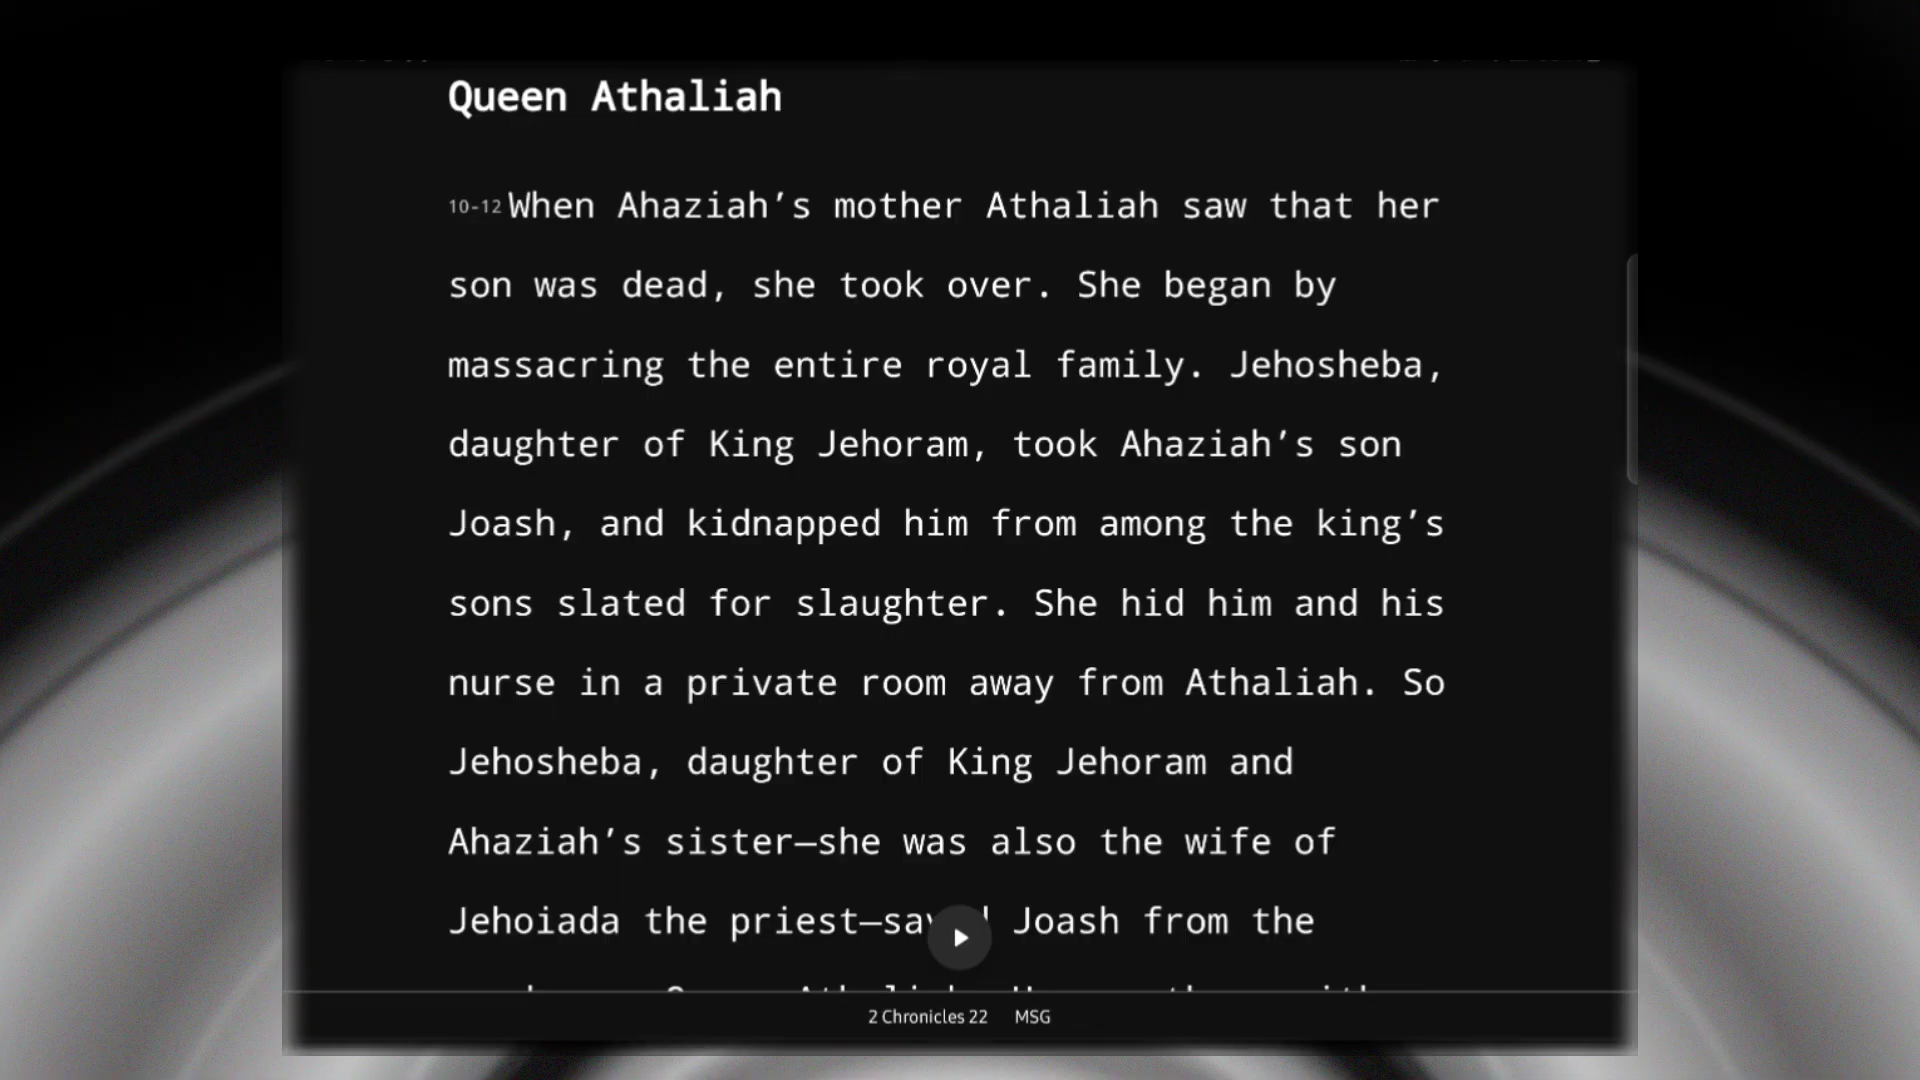 Queen Athaliah
10-12 When Ahaziah’s mother Athaliah saw that her
son was dead, she took over. She began by
massacring the entire royal family. Jehosheba,
daughter of King Jehoram, took Ahaziah’s son
Joash, and kidnapped him from among the king’s
sons slated for slaughter. She hid him and his
nurse in a private room away from Athaliah. So
Jehosheba, daughter of King Jehoram and
Ahaziah’s sister—she was also the wife of
Jehoiada the priest— Joash from the
2 Chronicles 22 MSG